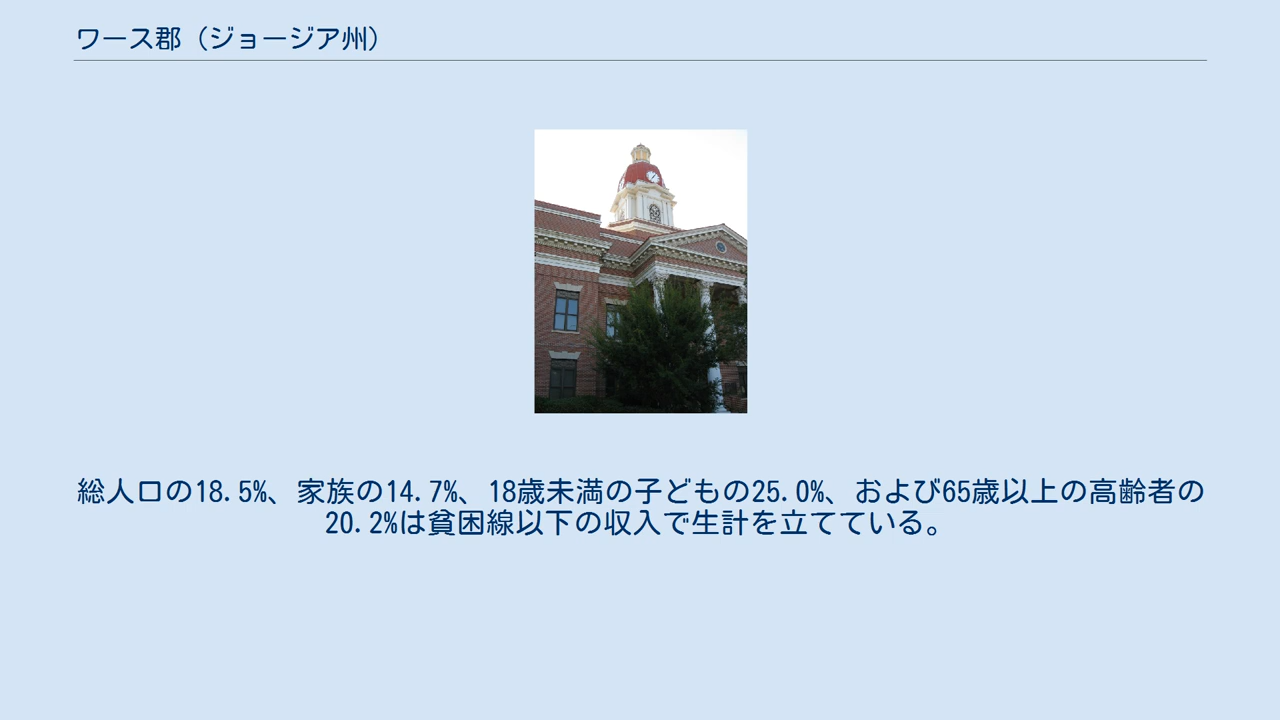 ワース郡（ジョージア州）
総人口の18.5%、家族の14.7%、18歳未満の子どもの25.0%、および65歳以上の高齢者の
20.2%は貧困線以下の収入で生計を立てている。